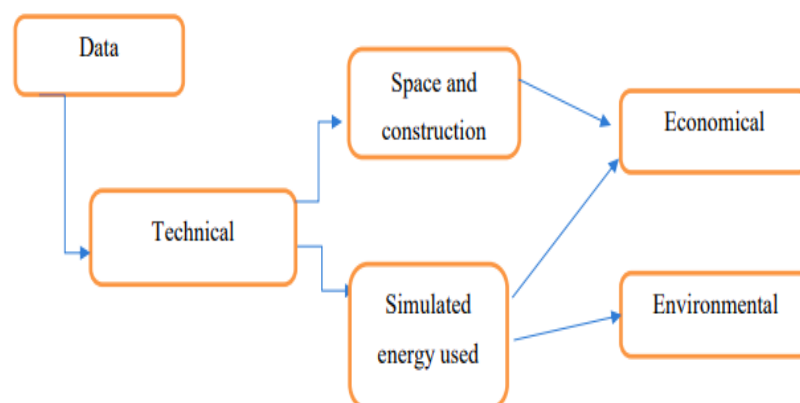 Data
Technical
Space and
construction
Simulated
energy used
Economical
Environmental